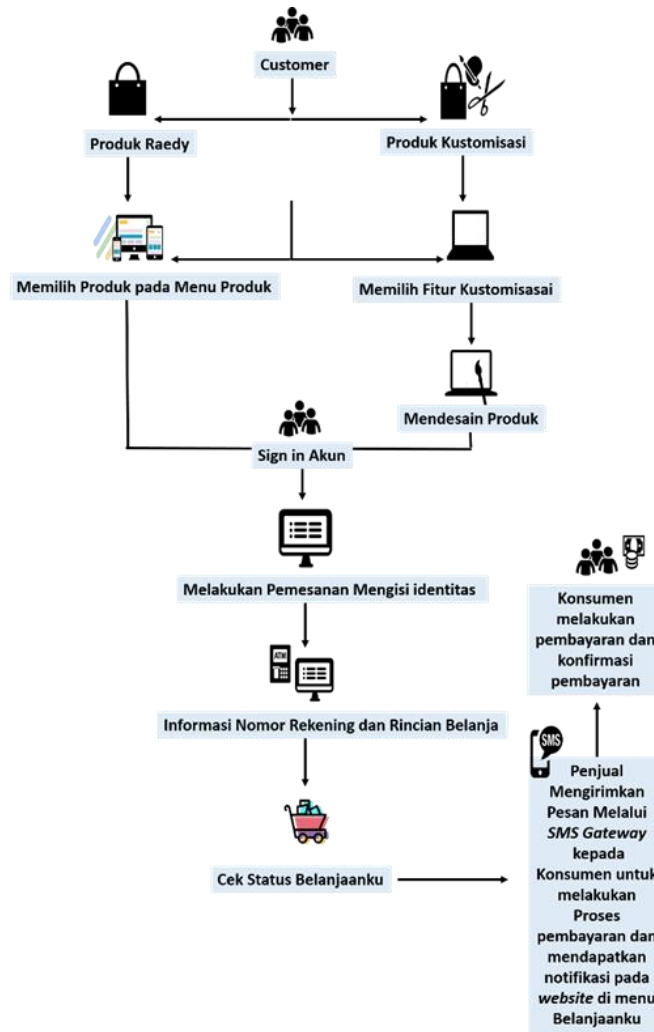 Customer
Produk Raedy
Produk Kustomisasi
Memilih Produk pada Menu Produk
Memilih Fitur Kustomisasai
Mendesain Produk
Sign in Akun
Melakukan Pemesanan Mengisi identitas
ATM
Informasi Nomor Rekening dan Rincian Belanja
Cek Status Belanjaanku
Konsumen
melakukan
pembayaran dan
konfirmasi
pembayaran
SMS
Penjual
Mengirimkan
Pesan Melalui
SMS Gateway
kepada
Konsumen untuk
melakukan
Proses
pembayaran dan
mendapatkan
notifikasi pada
website di menu
Belanjaanku